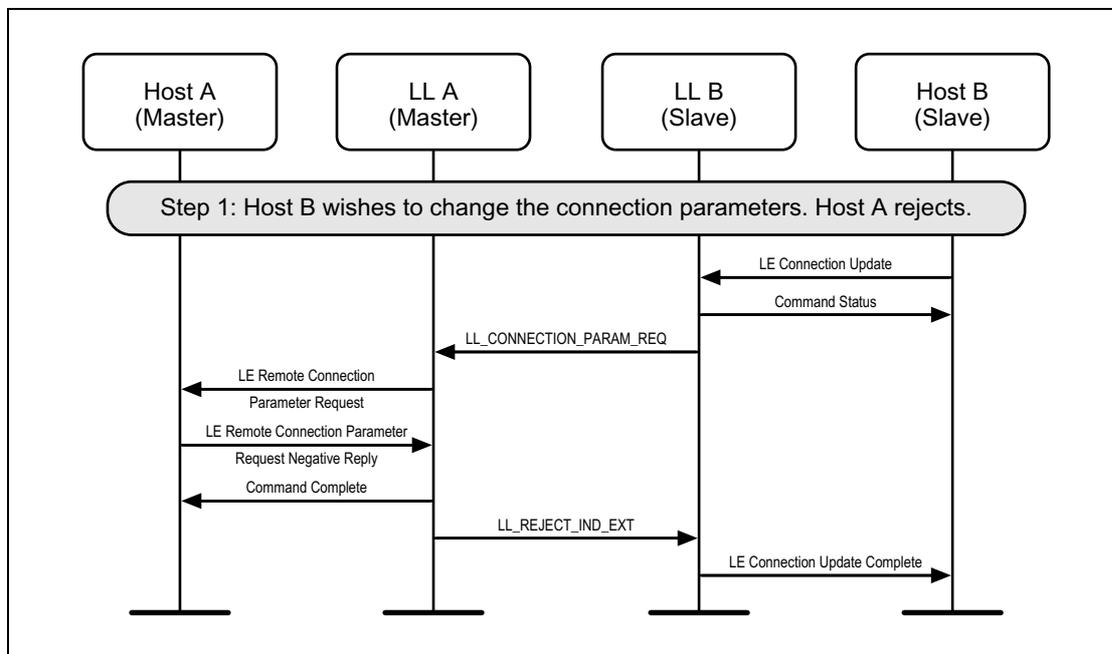 Host A
(Master)
LL A
(Master)
LL B
(Slave)
Host B
(Slave)
Step 1: Host B wishes to change the connection parameters. Host A rejects.
LE Connection Update
Command Status
LL_CONNECTION_PARAM_REQ
LE Remote Connection
Parameter Request
LE Remote Connection Parameter
Request Negative Reply
Command Complete
LL_REJECT_IND_EXT
LE Connection Update Complete